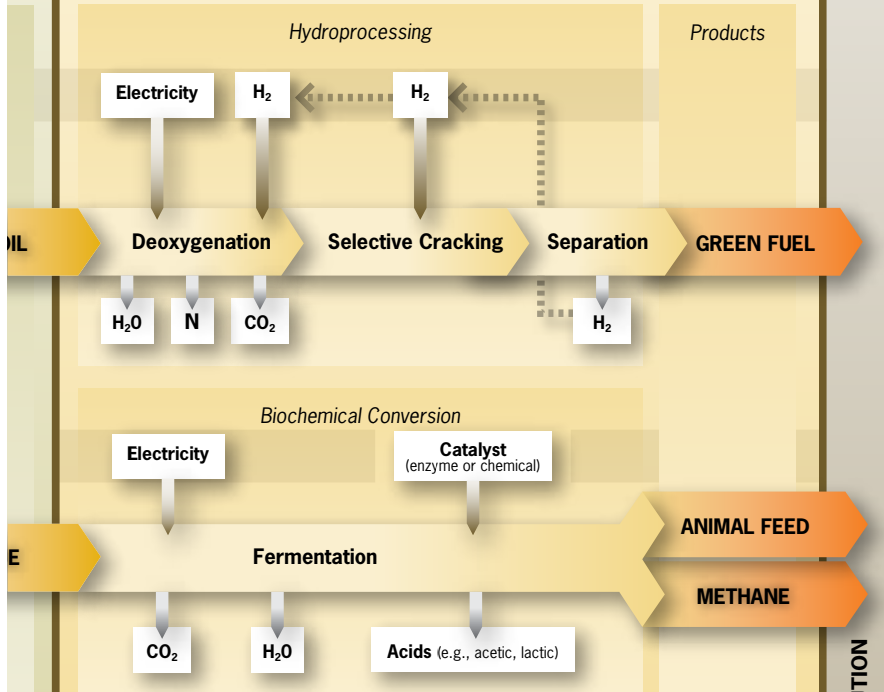 Hydroprocessing
Products
Electricity
H₂
H₂
OIL
Deoxygenation
Selective Cracking
Separation
GREEN FUEL
H₂O
N
CO₂
H₂
Biochemical Conversion
Electricity
Catalyst
(enzyme or chemical)
E
Fermentation
ANIMAL FEED
METHANE
CO₂
H₂O
Acids (e.g., acetic, lactic)
TION